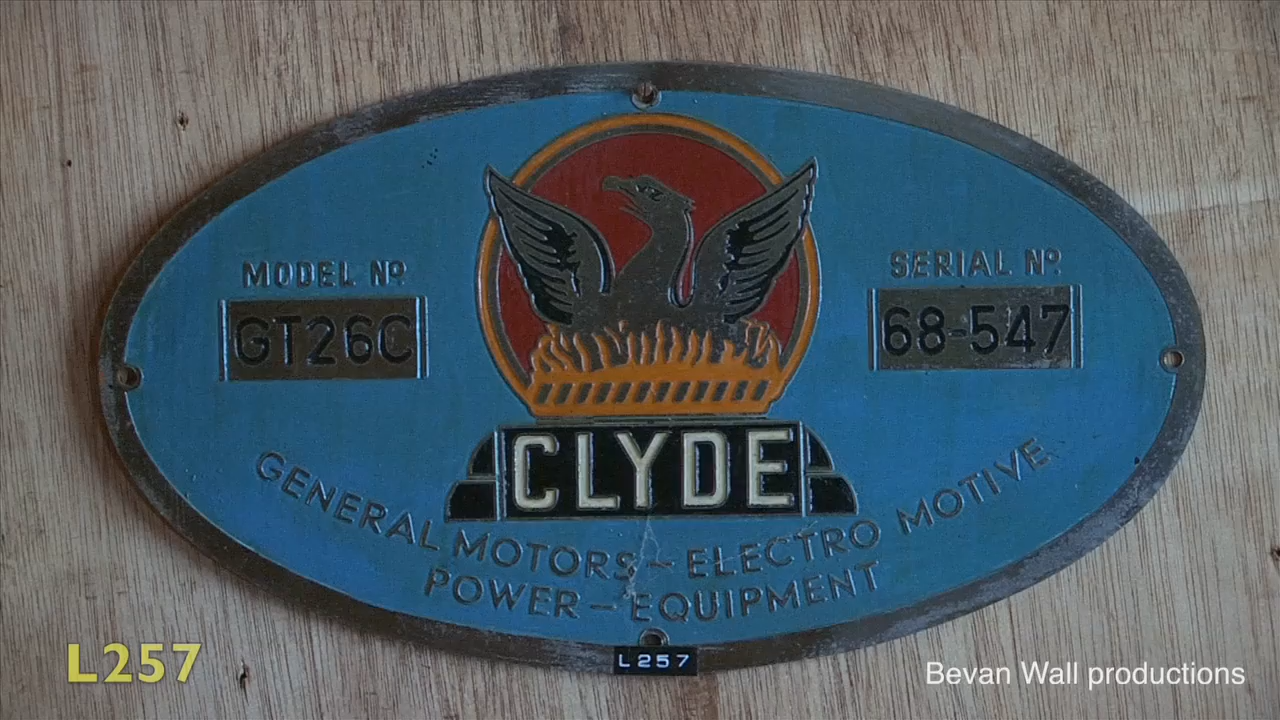 MODEL Nº
GT26C
SERIAL Nº
68-547
CLYDE
GENERAL MOTORS - ELECTRO MOTIVE
POWER - EQUIPMENT
L257
L257
Bevan Wall productions